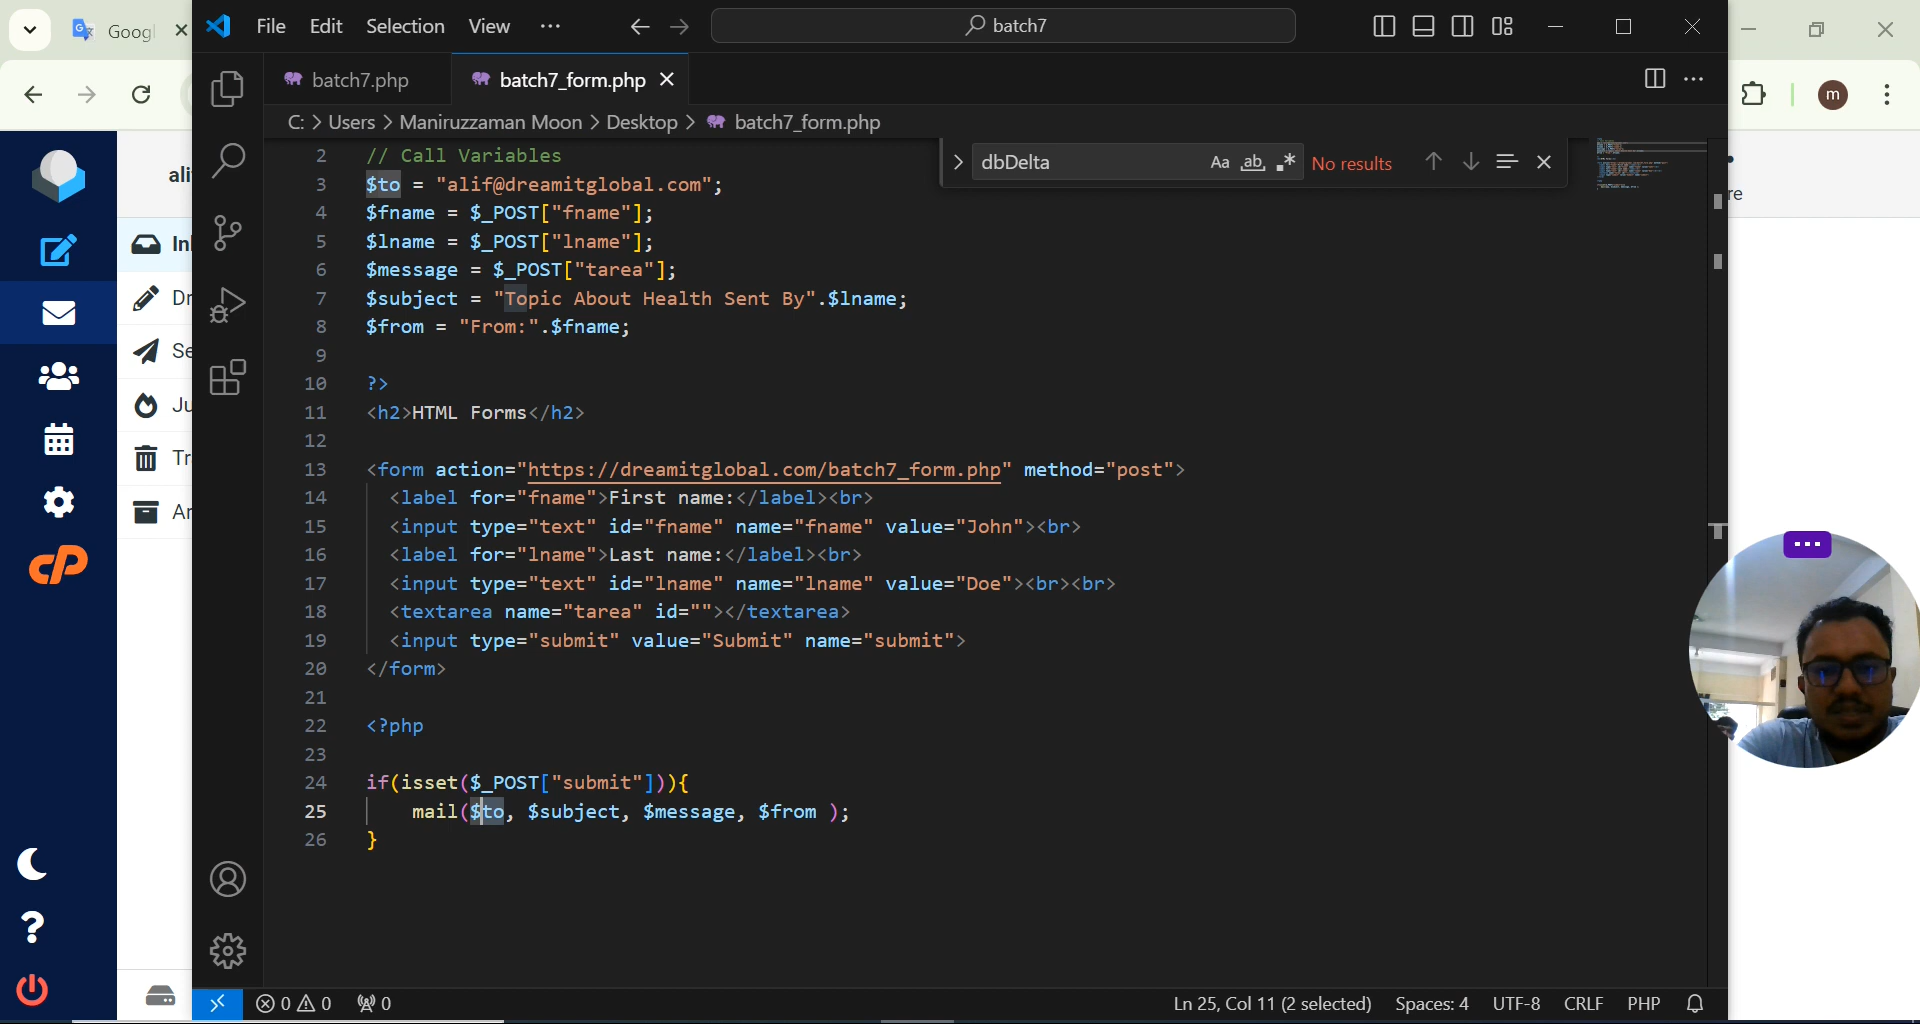 Googl
File Edit Selection View
batch7
batch7.php
batch7_form.php
C: > Users > Maniruzzaman Moon > Desktop > batch7_form.php
dbDelta
Aa ab .* No results
m
2 // Call Variables
3 $to = "alif@dreamitglobal.com";
4 $fname = $_POST["fname"];
5 $lname = $_POST["lname"];
6 $message = $_POST["tarea"];
7 $subject = "Topic About Health Sent By".$lname;
8 $from = "From:".$fname;
9
10 ?>
11 <h2>HTML Forms</h2>
12
13 <form action="https://dreamitglobal.com/batch7_form.php" method="post">
14 <label for="fname">First name:</label><br>
15 <input type="text" id="fname" name="fname" value="John"><br>
16 <label for="lname">Last name:</label><br>
17 <input type="text" id="lname" name="lname" value="Doe"><br><br>
18 <textarea name="tarea" id=""></textarea>
19 <input type="submit" value="Submit" name="submit">
20 </form>
21
22 <?php
23
24 if(isset($_POST["submit"])){
25 mail($to, $subject, $message, $from );
26 }
ali
In
Dr
Se
Ju
Tr
Ar
re
cP
?
0 0 0
Ln 25, Col 11 (2 selected) Spaces: 4 UTF-8 CRLF PHP